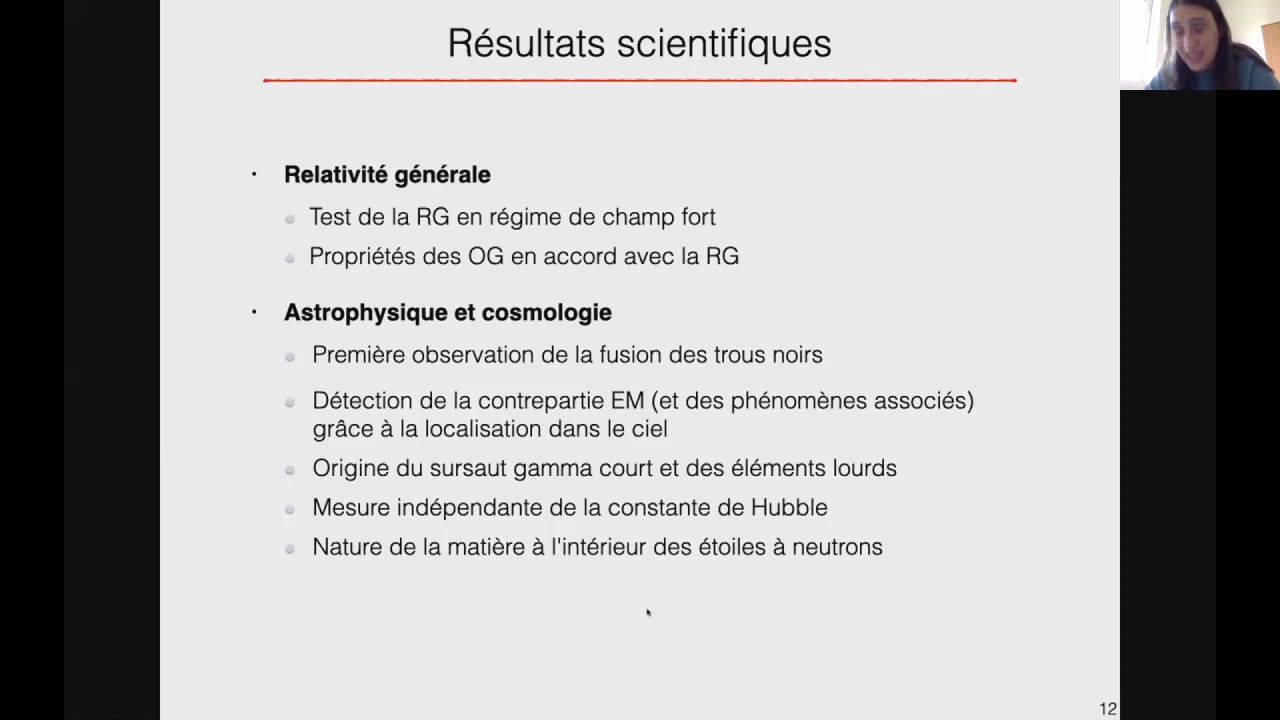 Résultats scientifiques
· Relativité générale
Test de la RG en régime de champ fort
Propriétés des OG en accord avec la RG
· Astrophysique et cosmologie
Première observation de la fusion des trous noirs
Détection de la contrepartie EM (et des phénomènes associés)
grâce à la localisation dans le ciel
Origine du sursaut gamma court et des éléments lourds
Mesure indépendante de la constante de Hubble
Nature de la matière à l'intérieur des étoiles à neutrons
12